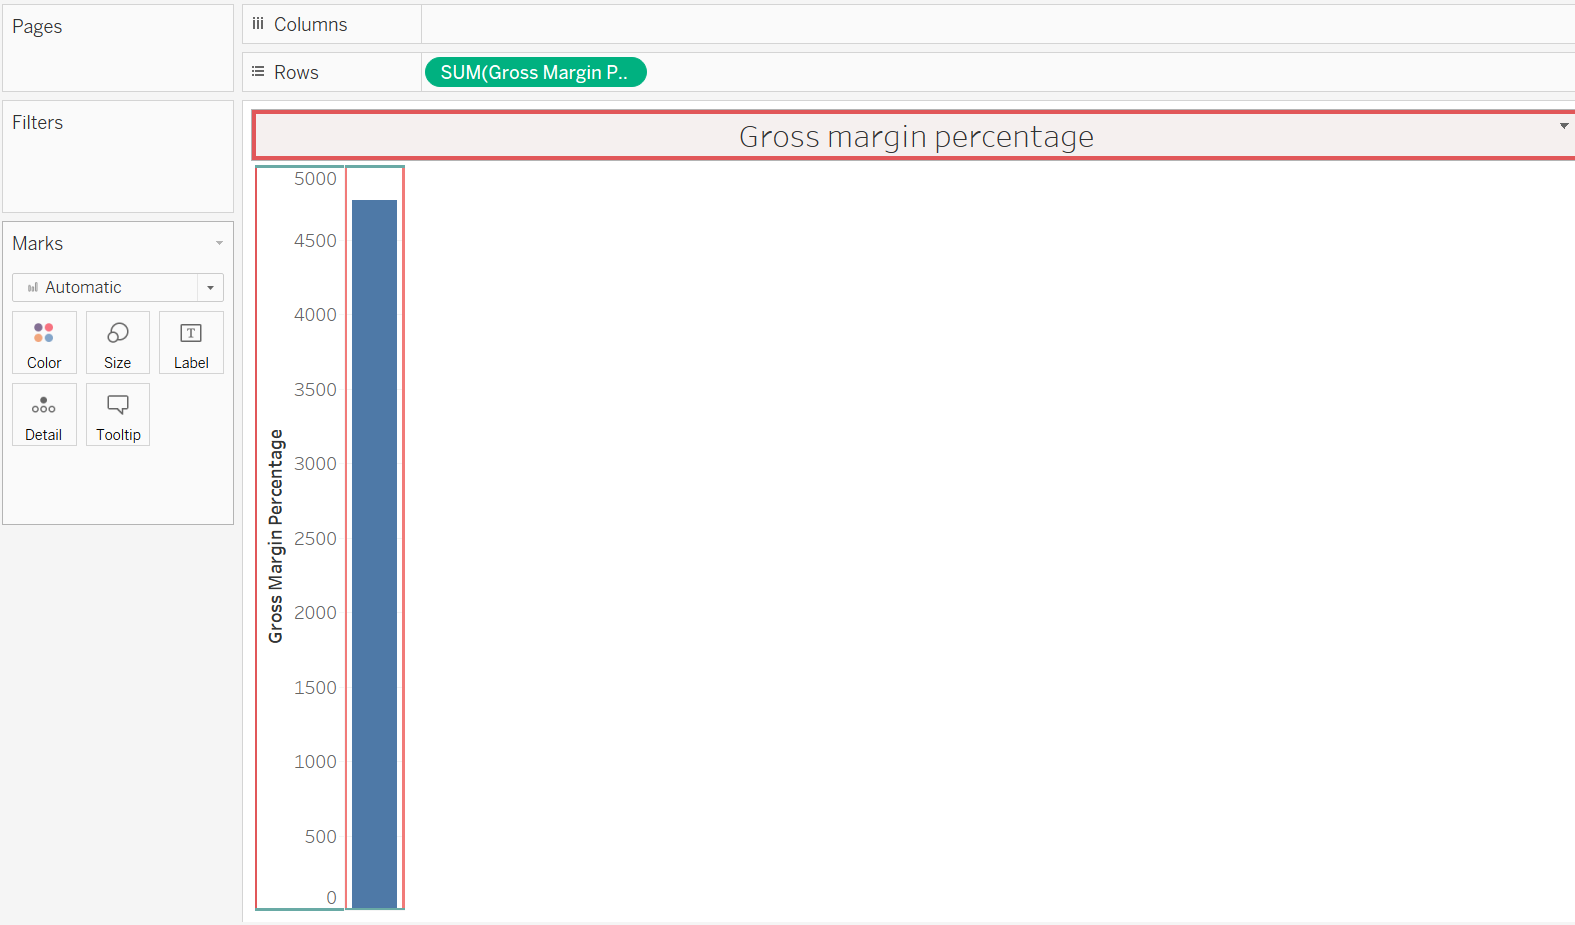 Pages
Columns
Rows
SUM(Gross Margin P..
Filters
Gross margin percentage
Marks
Automatic
Color
Size
Label
Detail
Tooltip
Gross Margin Percentage
5000
4500
4000
3500
3000
2500
2000
1500
1000
500
0